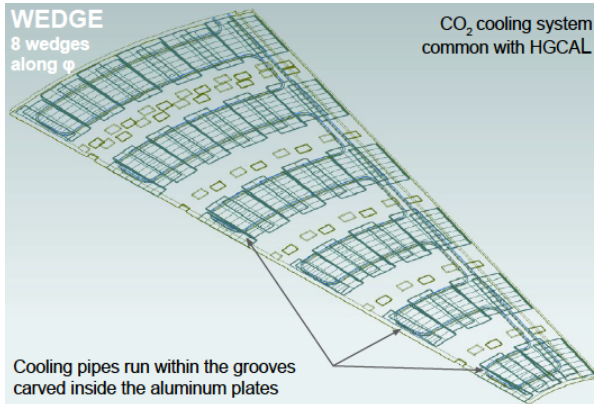 WEDGE
8 wedges
along φ
CO₂ cooling system
common with HGCAL
Cooling pipes run within the grooves
carved inside the aluminum plates